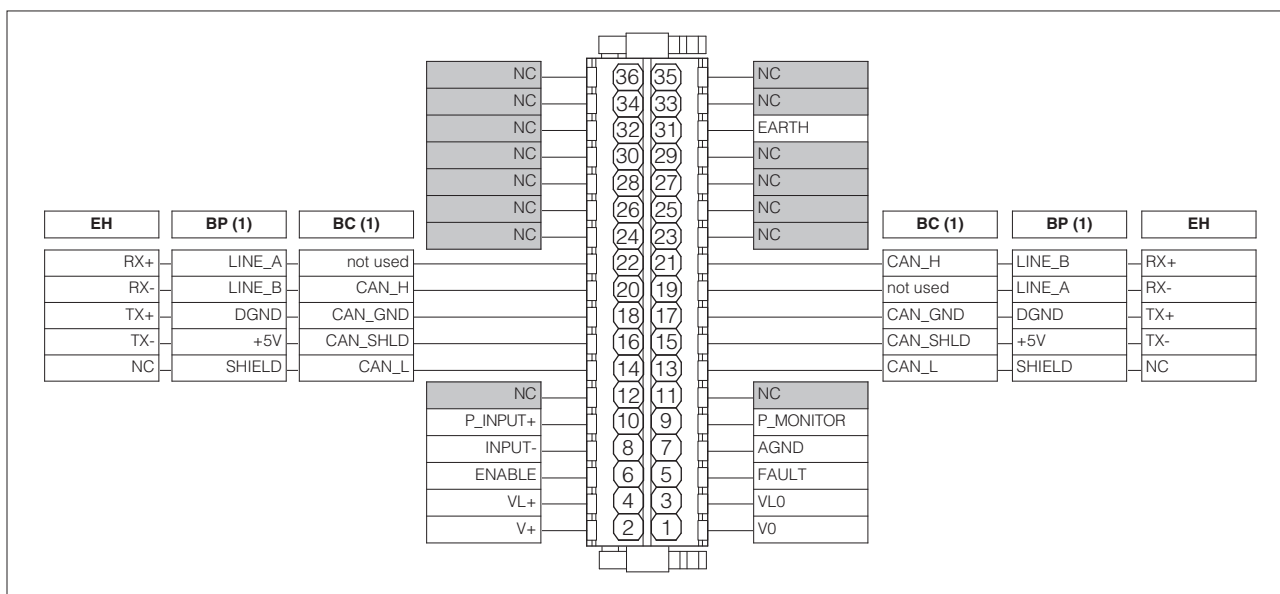 NC 36 35 NC
NC 34 33 NC
NC 32 31 EARTH
NC 30 29 NC
NC 28 27 NC
NC 26 25 NC
EH BP (1) BC (1) NC 24 23 NC BC (1) BP (1) EH
RX+ LINE_A not used 22 21 CAN_H LINE_B RX+
RX- LINE_B CAN_H 20 19 not used LINE_A RX-
TX+ DGND CAN_GND 18 17 CAN_GND DGND TX+
TX- +5V CAN_SHLD 16 15 CAN_SHLD +5V TX-
NC SHIELD CAN_L 14 13 CAN_L SHIELD NC
NC 12 11 NC
P_INPUT+ 10 9 P_MONITOR
INPUT- 8 7 AGND
ENABLE 6 5 FAULT
VL+ 4 3 VL0
V+ 2 1 V0